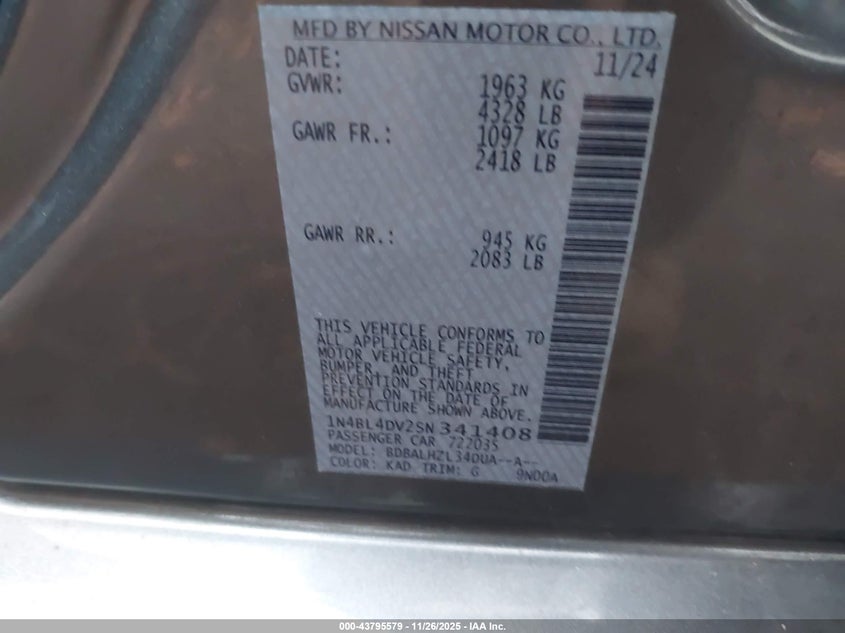 MFD BY NISSAN MOTOR CO., LTD.
DATE: 11/24
GVWR: 1963 KG
4328 LB
GAWR FR.: 1097 KG
2418 LB
GAWR RR.: 945 KG
2083 LB
THIS VEHICLE CONFORMS TO
ALL APPLICABLE FEDERAL
MOTOR VEHICLE SAFETY,
BUMPER, AND THEFT
PREVENTION STANDARDS IN
EFFECT ON THE DATE OF
MANUFACTURE SHOWN ABOVE.
1N4BL4DV2SN341408
PASSENGER CAR 722035
MODEL: BDBALHZL34DUA--A--
COLOR: KAD TRIM: G 9NDOA
000-43795579 — 11/26/2025 - IAA Inc.